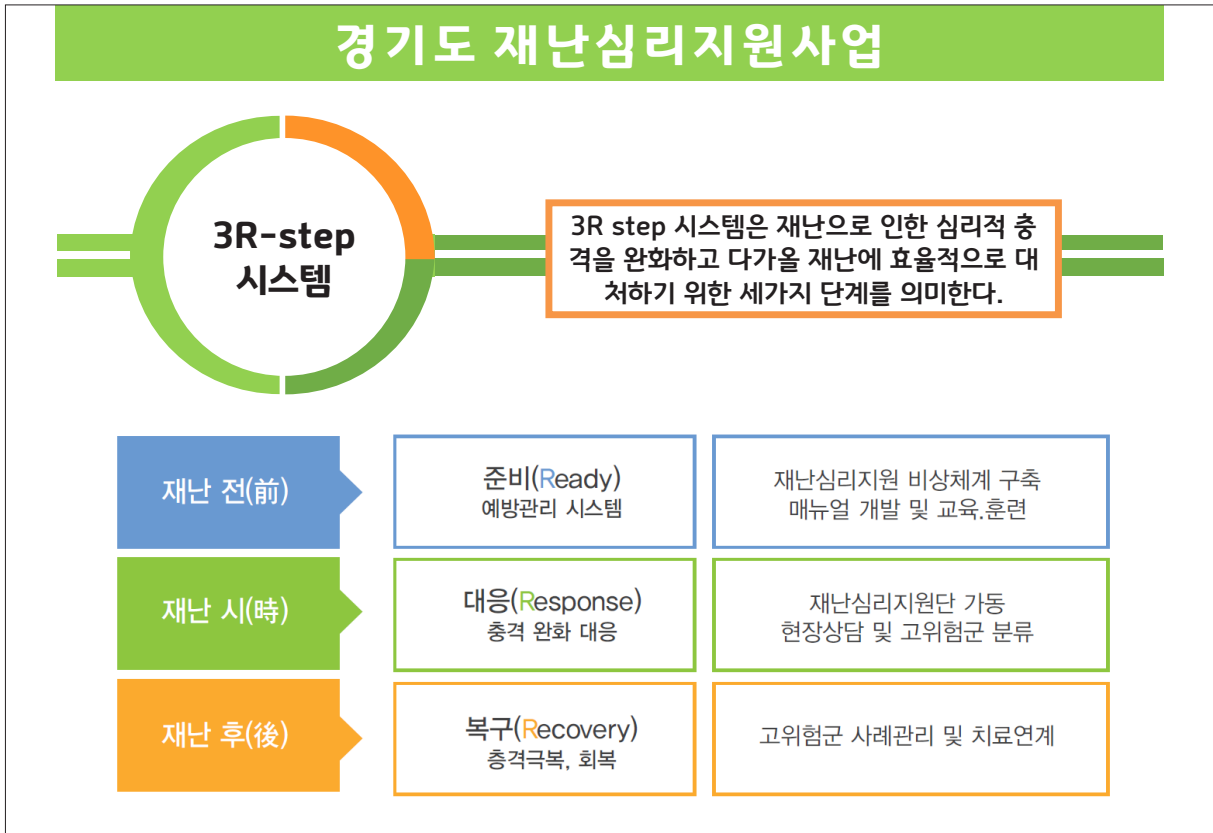 경기도 재난심리지원사업
3R-step
시스템
3R step 시스템은 재난으로 인한 심리적 충
격을 완화하고 다가올 재난에 효율적으로 대
처하기 위한 세가지 단계를 의미한다.
재난 전(前)
준비(Ready)
예방관리 시스템
재난심리지원 비상체계 구축
매뉴얼 개발 및 교육.훈련
재난 시(時)
대응(Response)
충격 완화 대응
재난심리지원단 가동
현장상담 및 고위험군 분류
재난 후(後)
복구(Recovery)
층격극복, 회복
고위험군 사례관리 및 치료연계